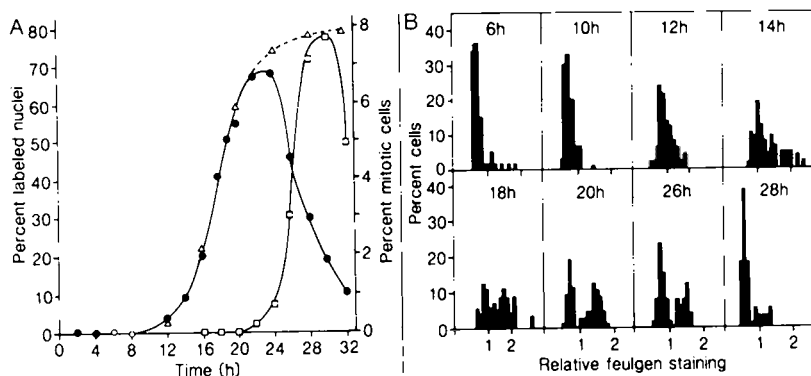 A
Percent labeled nuclei
80
70
60
50
40
30
20
10
0
0 4 8 12 16 20 24 28 32
Time (h)
8
6
4
2
0
Percent mitotic cells
B
Percent cells
6h 10h 12h 14h
40
30
20
10
0
18h 20h 26h 28h
40
30
20
10
0
1 2 1 2 1 2 1 2
Relative feulgen staining